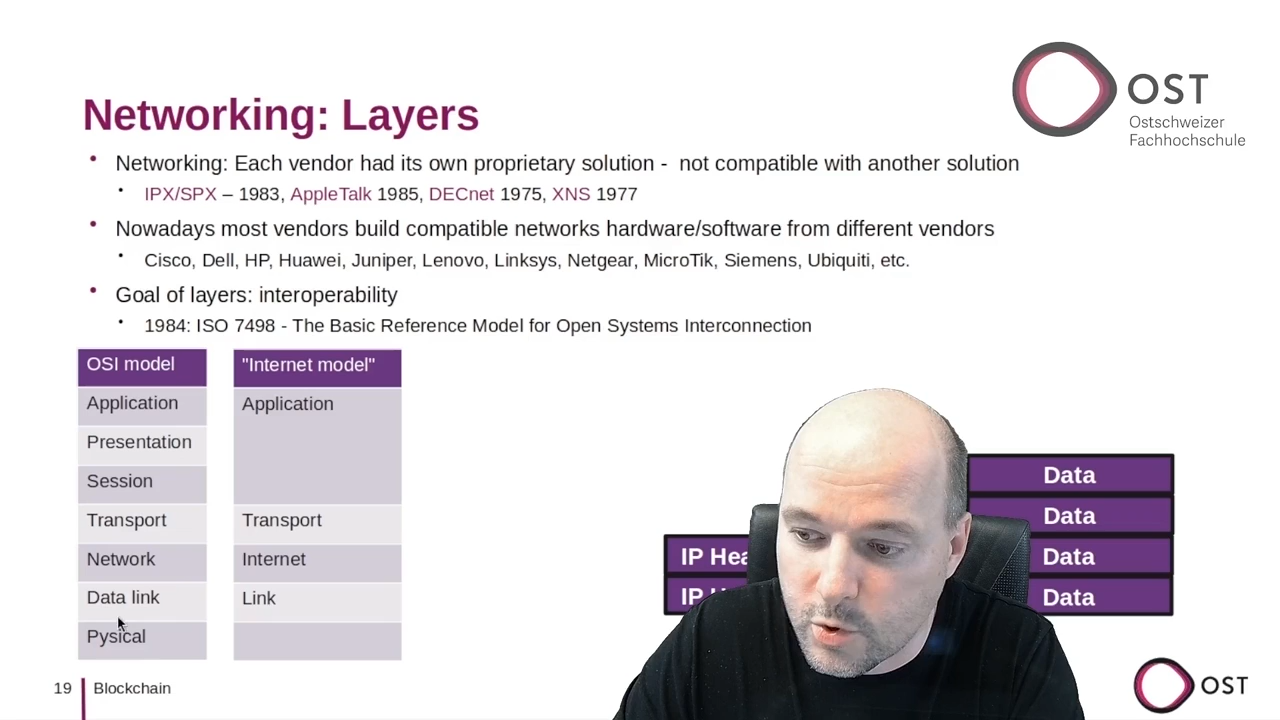 OST
Ostschweizer
Fachhochschule
Networking: Layers
Networking: Each vendor had its own proprietary solution - not compatible with another solution
IPX/SPX – 1983, AppleTalk 1985, DECnet 1975, XNS 1977
Nowadays most vendors build compatible networks hardware/software from different vendors
Cisco, Dell, HP, Huawei, Juniper, Lenovo, Linksys, Netgear, MicroTik, Siemens, Ubiquiti, etc.
Goal of layers: interoperability
1984: ISO 7498 - The Basic Reference Model for Open Systems Interconnection
OSI model
Application
Presentation
Session
Transport
Network
Data link
Pysical
"Internet model"
Application
Transport
Internet
Link
Data
Data
IP Data
IP Data
19 Blockchain
OST